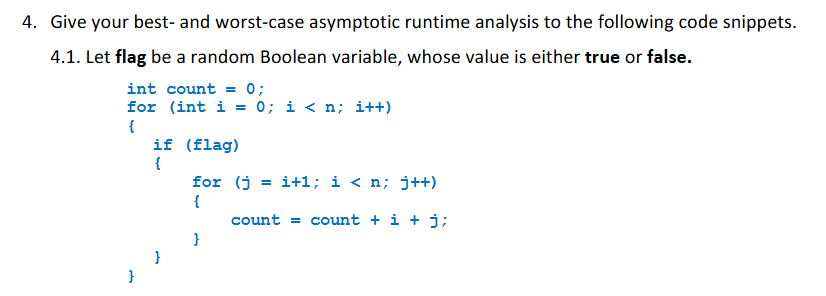 4. Give your best- and worst-case asymptotic runtime analysis to the following code snippets.
4.1. Let flag be a random Boolean variable, whose value is either true or false.
int count = 0;
for (int i = 0; i < n; i++)
{
if (flag)
{
for (j = i+1; i < n; j++)
{
count = count + i + j;
}
}
}